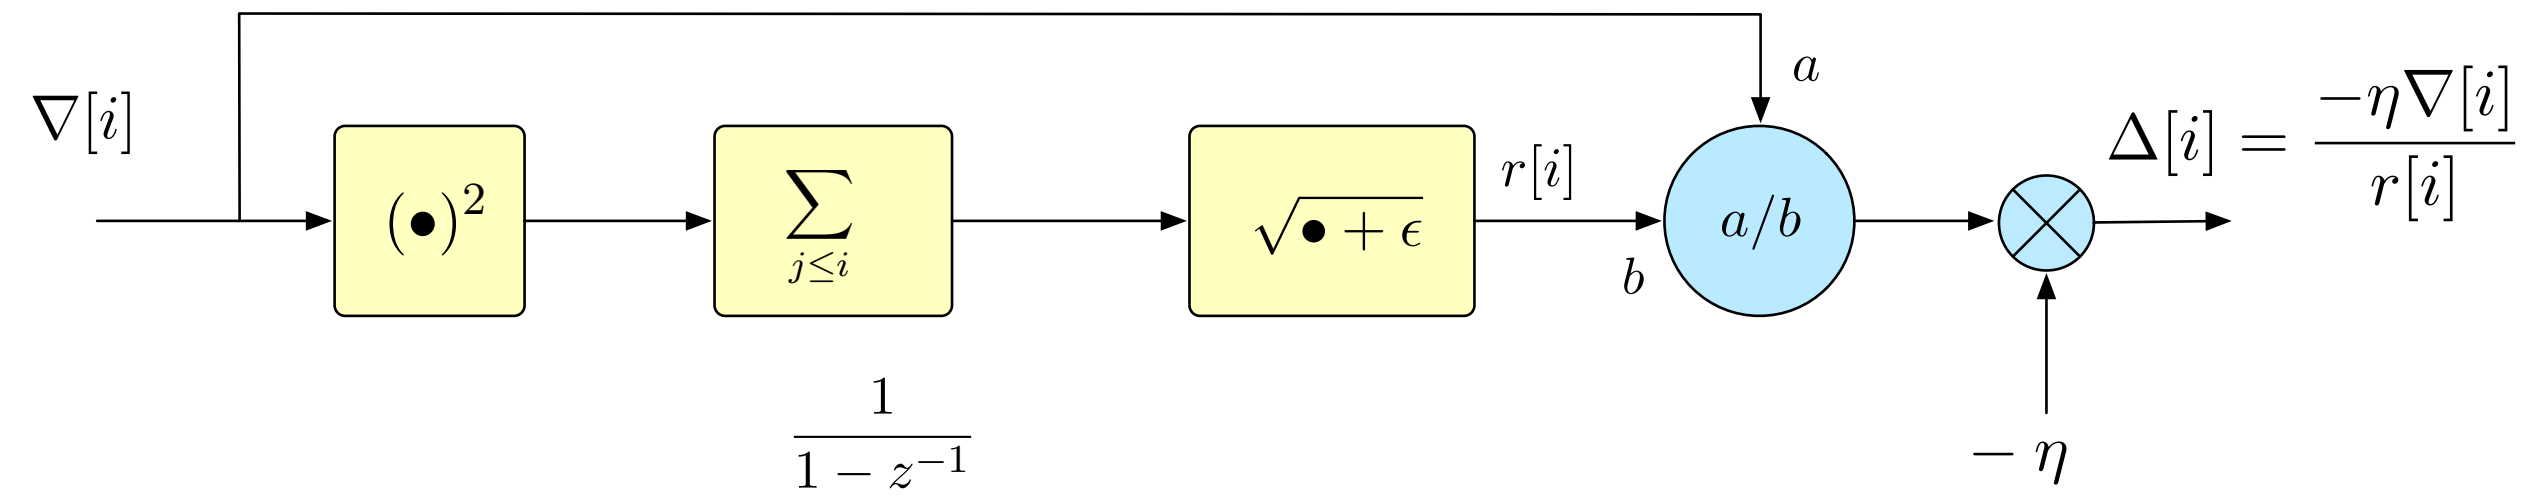 ∇[i]
(•)²
∑
j≤i
√(• + ϵ)
r[i]
a
b
a/b
Δ[i] = −η∇[i] / r[i]
1 / (1 − z⁻¹)
− η